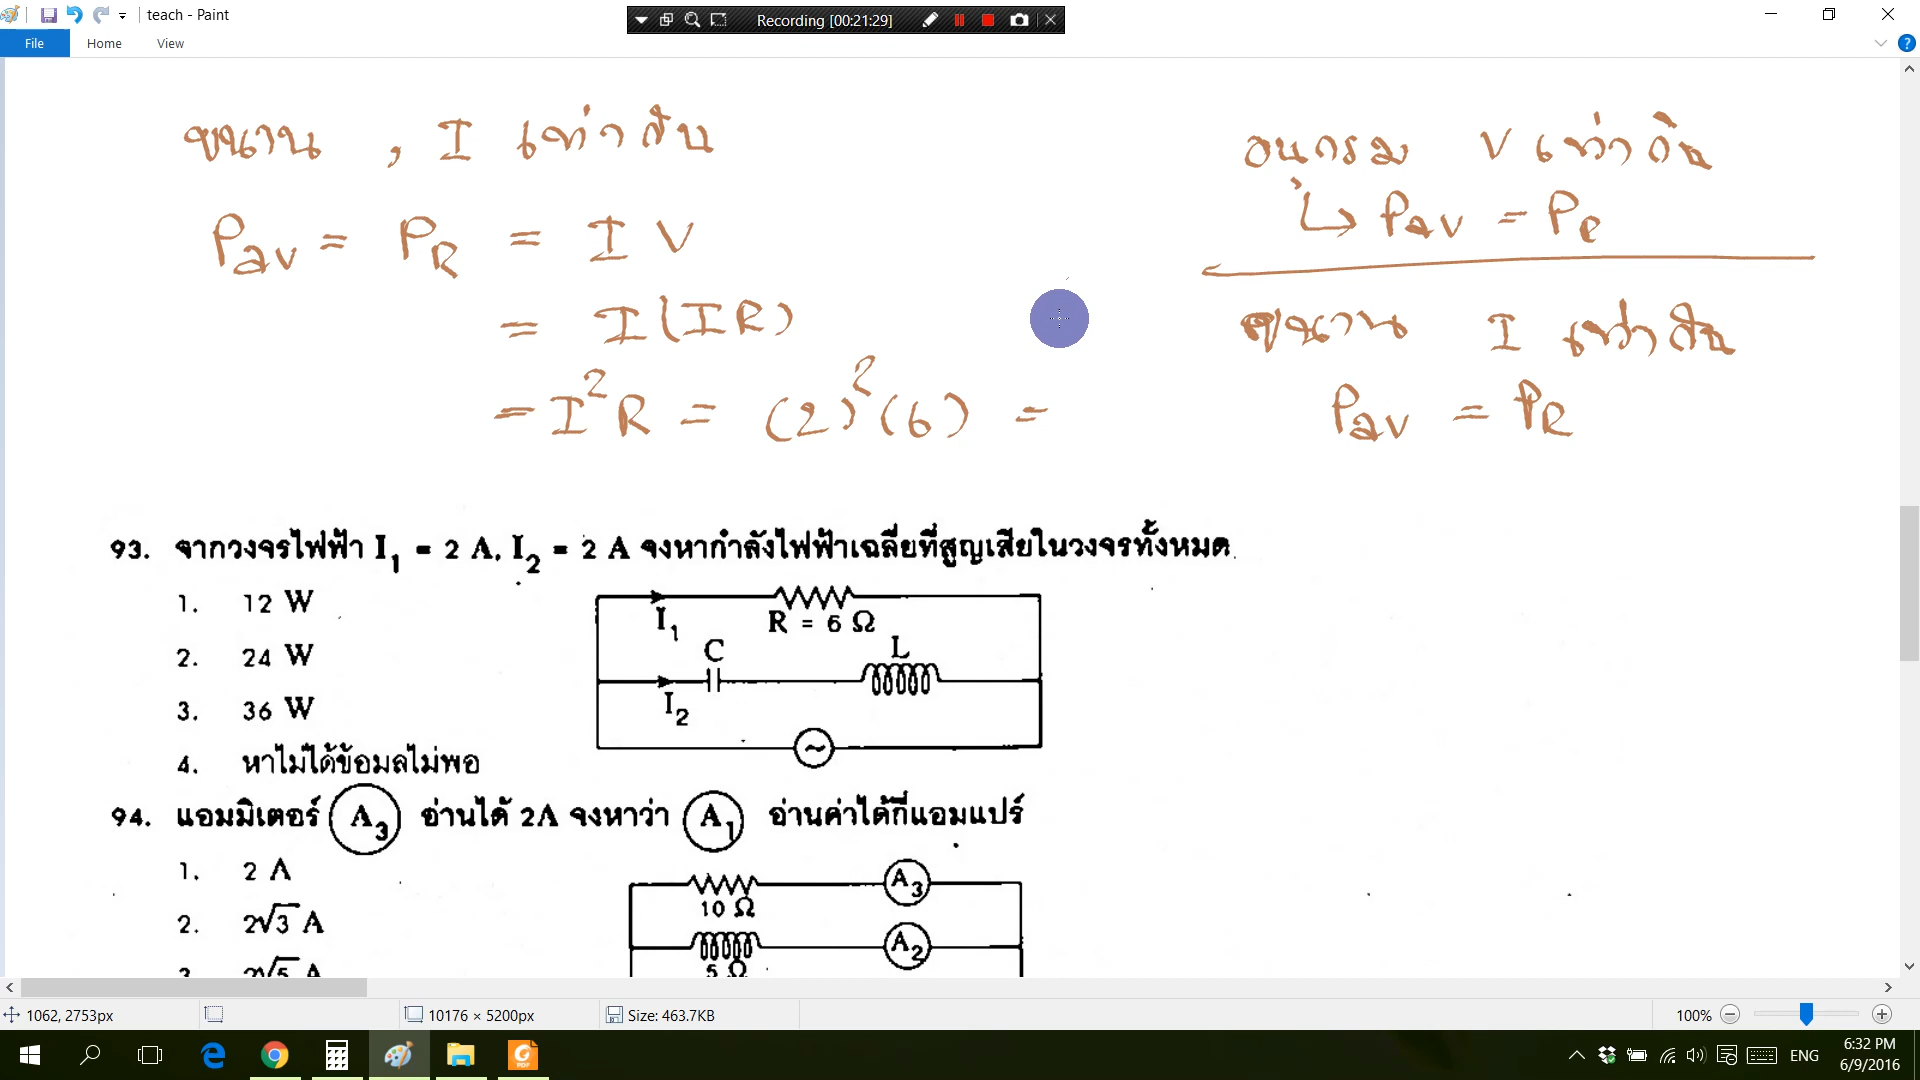 teach - Paint
Recording [00:21:29]
File Home View
ขนาน , I เท่ากัน
Pav = PR = I V
= I(IR)
= I²R = (2)²(6) =
อนุกรม V เท่ากัน
↳ Pav = PR
ขนาน I เท่ากัน
Pav = PR
93. จากวงจรไฟฟ้า I₁ = 2 A, I₂ = 2 A จงหากำลังไฟฟ้าเฉลี่ยที่สูญเสียในวงจรทั้งหมด
1. 12 W
2. 24 W
3. 36 W
4. หาไม่ได้ข้อมูลไม่พอ
I₁
R = 6 Ω
C
L
I₂
~
94. แอมมิเตอร์ A₃ อ่านได้ 2A จงหาว่า A₁ อ่านค่าได้กี่แอมแปร์
1. 2 A
2. 2√3 A
3. 2√5 A
A₃
10 Ω
A₂
5 Ω
1062, 2753px
10176 × 5200px
Size: 463.7KB
100%
ENG
6:32 PM
6/9/2016